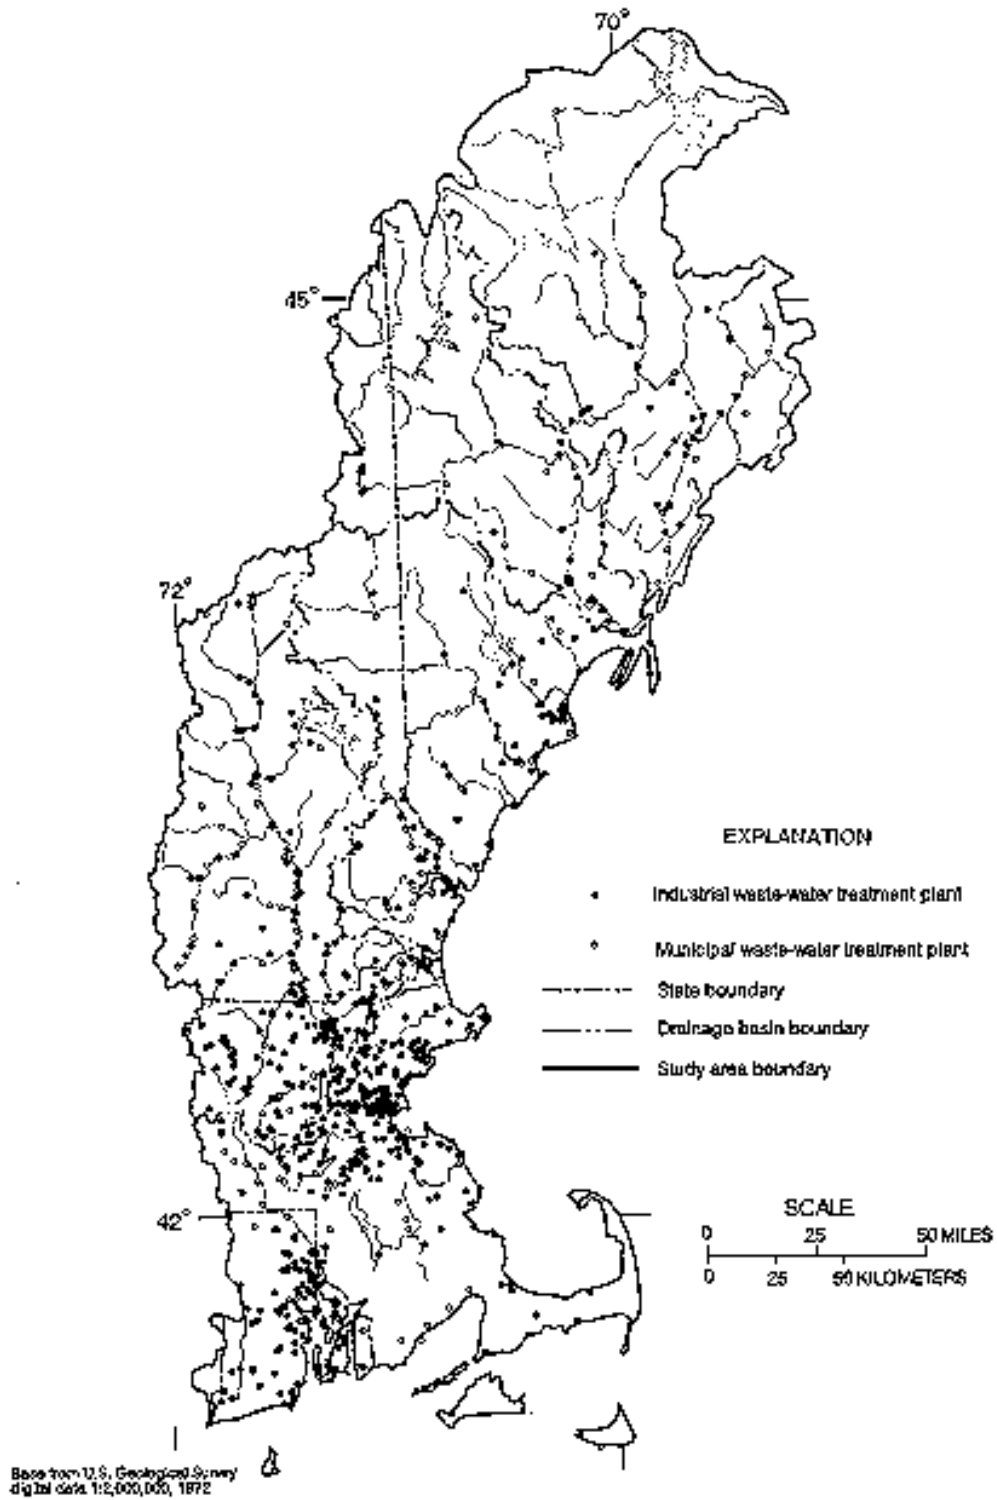 70°
45°
72°
EXPLANATION
Industrial waste-water treatment plant
Municipal waste-water treatment plant
State boundary
Drainage basin boundary
Study area boundary
42°
SCALE
0 25 50 MILES
0 25 50 KILOMETERS
Base from U.S. Geological Survey
digital data 1:2,000,000, 1972